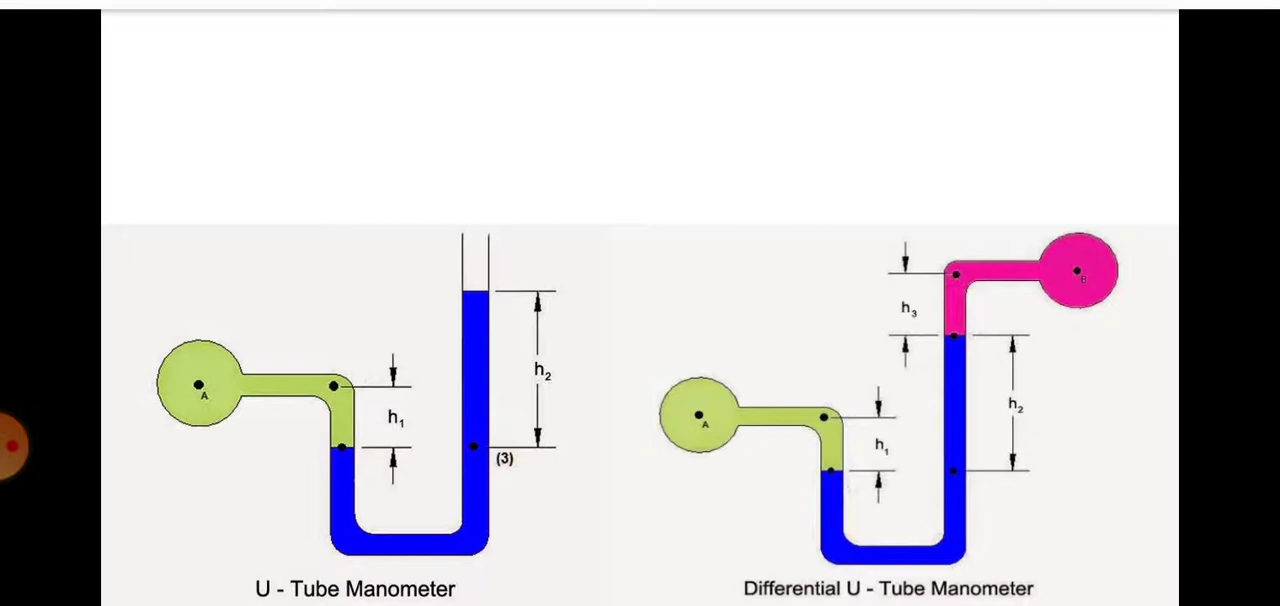 A
h1
h2
(3)
U - Tube Manometer
B
h3
A
h1
h2
Differential U - Tube Manometer